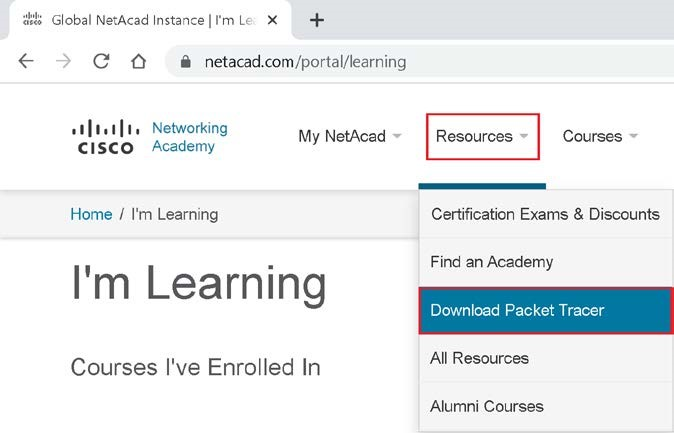 Global NetAcad Instance | I'm Le
netacad.com/portal/learning
CISCO
Networking
Academy
My NetAcad
Resources
Courses
Home / I'm Learning
Certification Exams & Discounts
Find an Academy
Download Packet Tracer
All Resources
Alumni Courses
I'm Learning
Courses I've Enrolled In